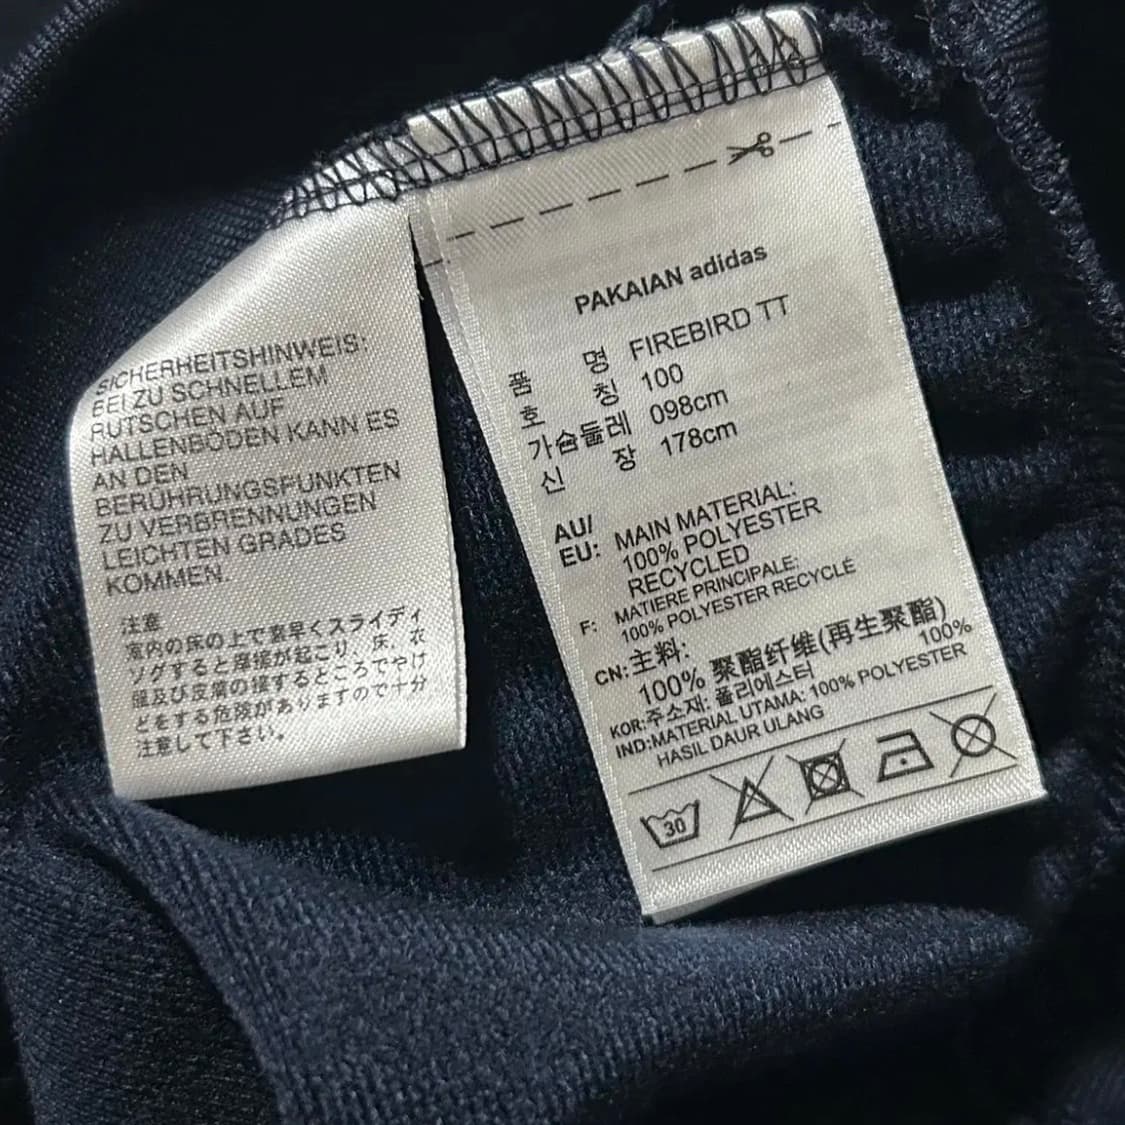 SICHERHEITSHINWEIS:
BEI ZU SCHNELLEM
RUTSCHEN AUF
HALLENBÖDEN KANN ES
AN DEN
BERÜHRUNGSPUNKTEN
ZU VERBRENNUNGEN
LEICHTEN GRADES
KOMMEN.
注意
室内の床の上で素早くスライディ
ングすると摩擦が起こり、床、衣
服及び皮膚の接するところでやけ
どをする危険がありますので十分
注意して下さい。
PAKAIAN adidas
품 명 FIREBIRD TT
호 칭 100
가슴둘레 098cm
신 장 178cm
AU/
EU: MAIN MATERIAL:
100% POLYESTER
RECYCLED
F: MATIERE PRINCIPALE:
100% POLYESTER RECYCLÉ
CN:主料:
100% 聚酯纤维(再生聚酯)
KOR:주소재: 폴리에스터 100%
IND:MATERIAL UTAMA: 100% POLYESTER
HASIL DAUR ULANG
30